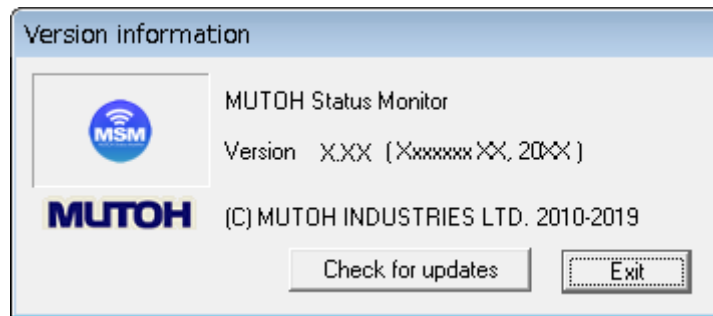 Version information
MSM
MUTOH Status Monitor
Version X.XX (Xxxxxxx XX, 20XX)
MUTOH
(C) MUTOH INDUSTRIES LTD. 2010-2019
Check for updates
Exit